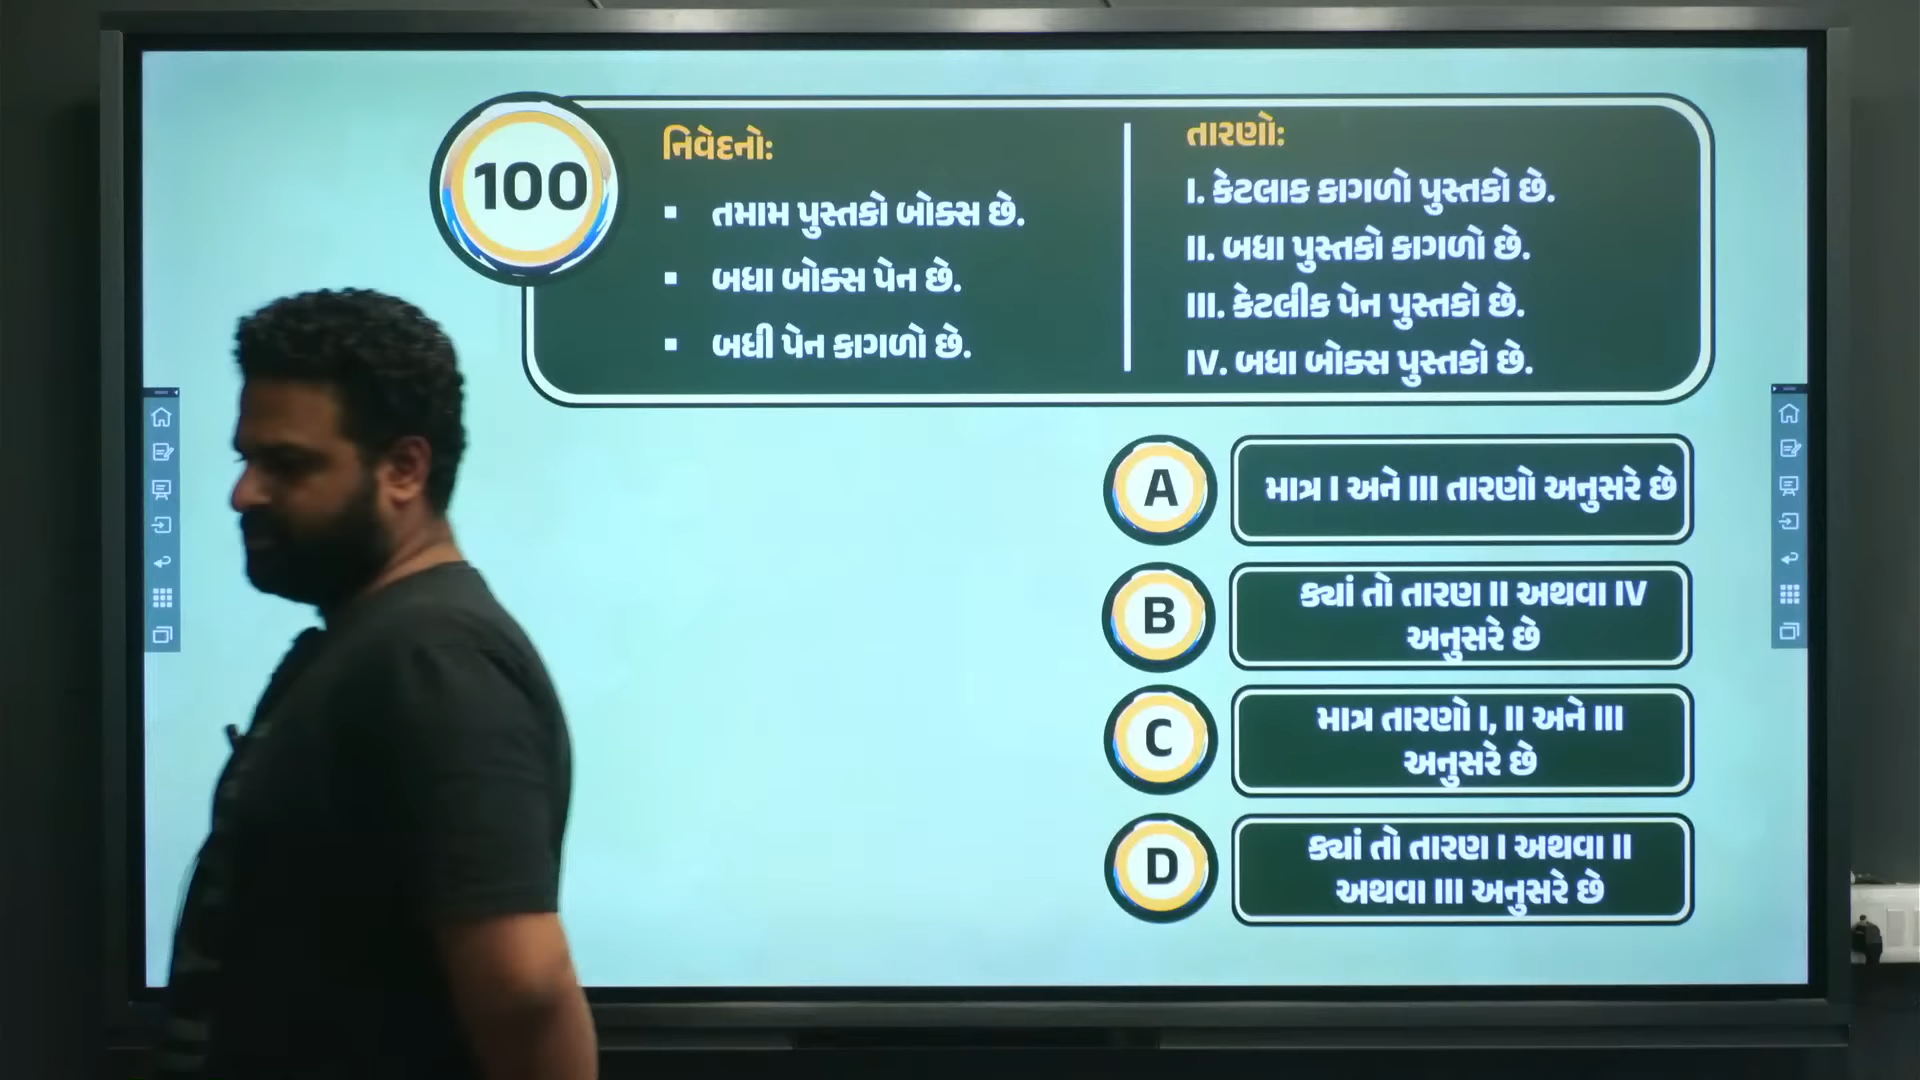 100
નિવેદનો:
▪ તમામ પુસ્તકો બોક્સ છે.
▪ બધા બોક્સ પેન છે.
▪ બધી પેન કાગળો છે.
તારણો:
I. કેટલાક કાગળો પુસ્તકો છે.
II. બધા પુસ્તકો કાગળો છે.
III. કેટલીક પેન પુસ્તકો છે.
IV. બધા બોક્સ પુસ્તકો છે.
A
માત્ર I અને III તારણો અનુસરે છે
B
ક્યાં તો તારણ II અથવા IV
અનુસરે છે
C
માત્ર તારણો I, II અને III
અનુસરે છે
D
ક્યાં તો તારણ I અથવા II
અથવા III અનુસરે છે